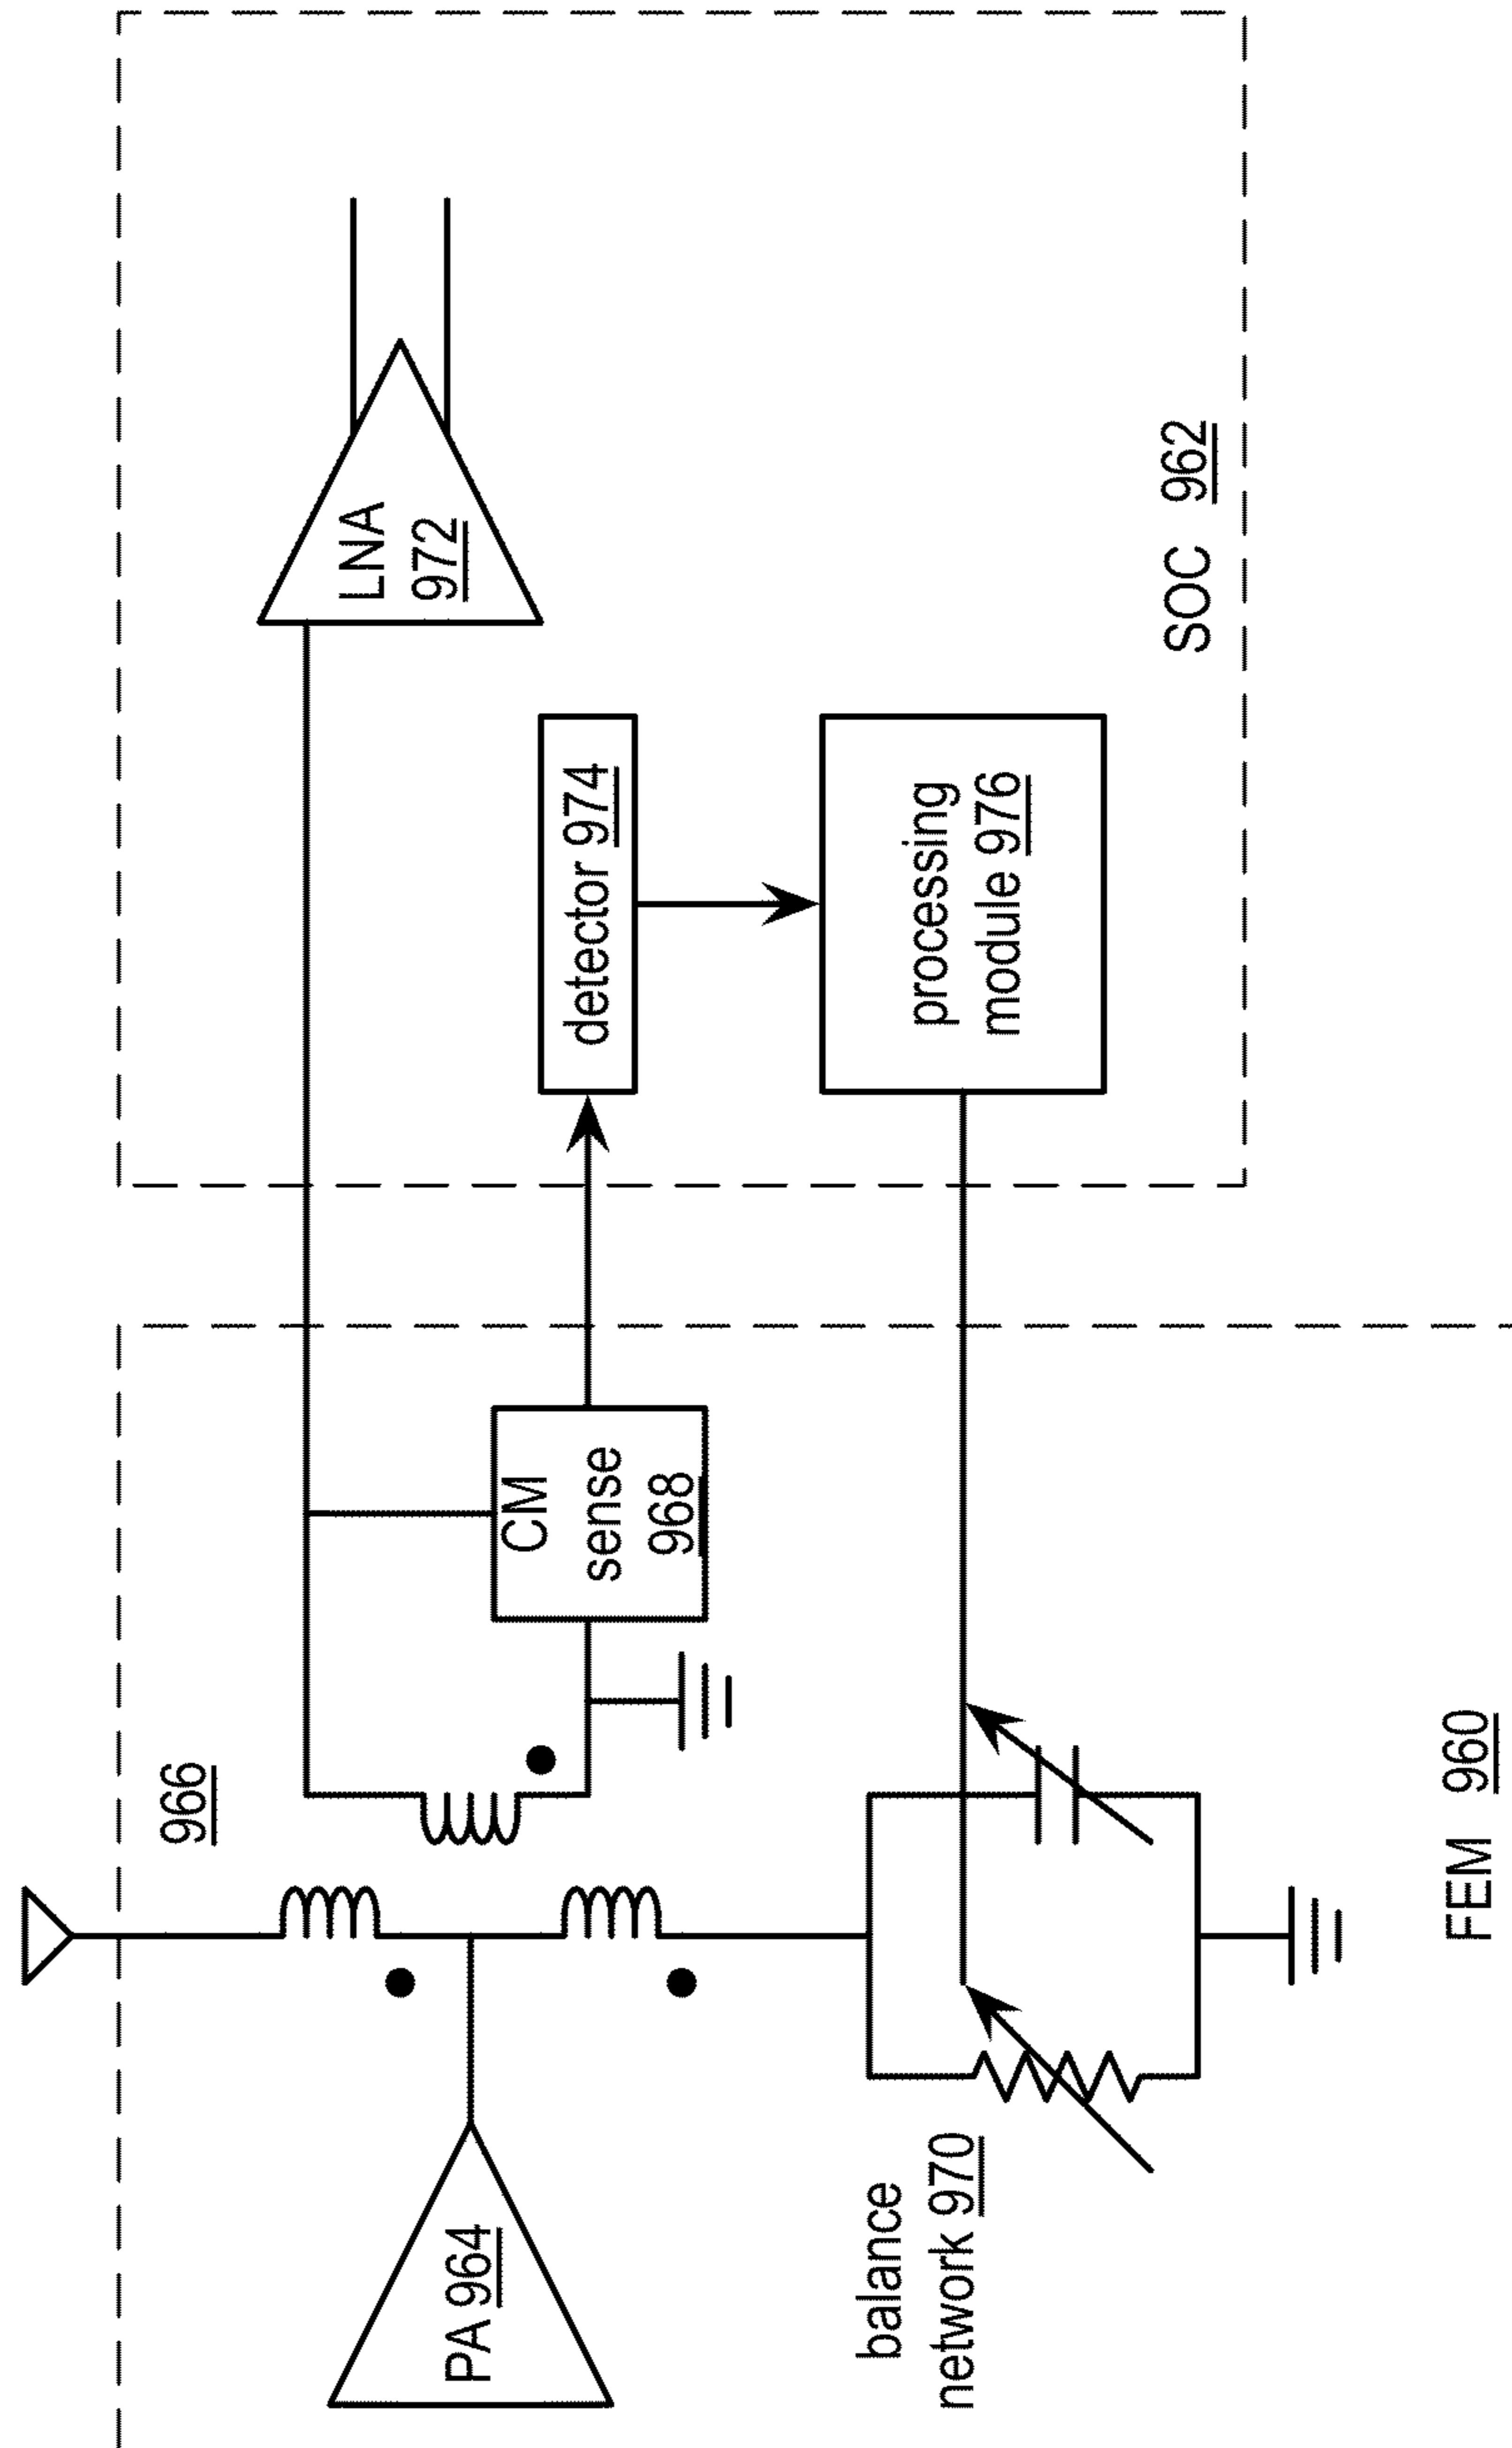 966
PA 964
CM
sense
968
LNA
972
detector 974
balance
network 970
processing
module 976
FEM 960
SOC 962